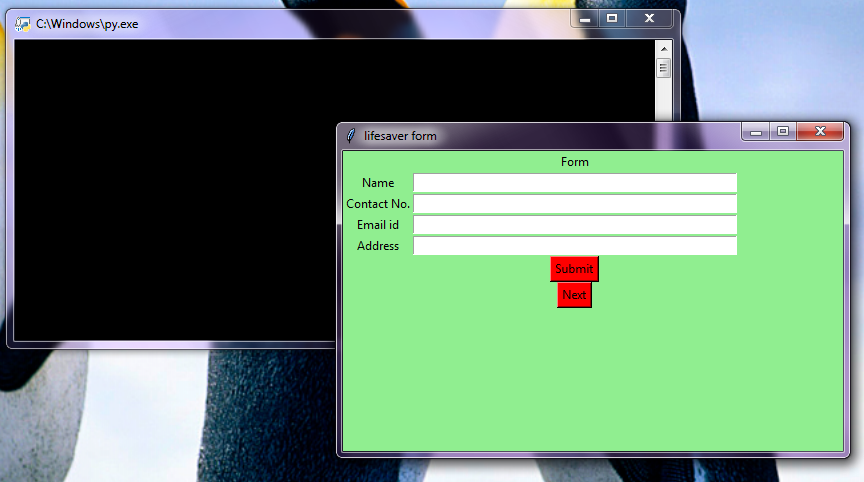 C:\Windows\py.exe
lifesaver form
Form
Name
Contact No.
Email id
Address
Submit
Next